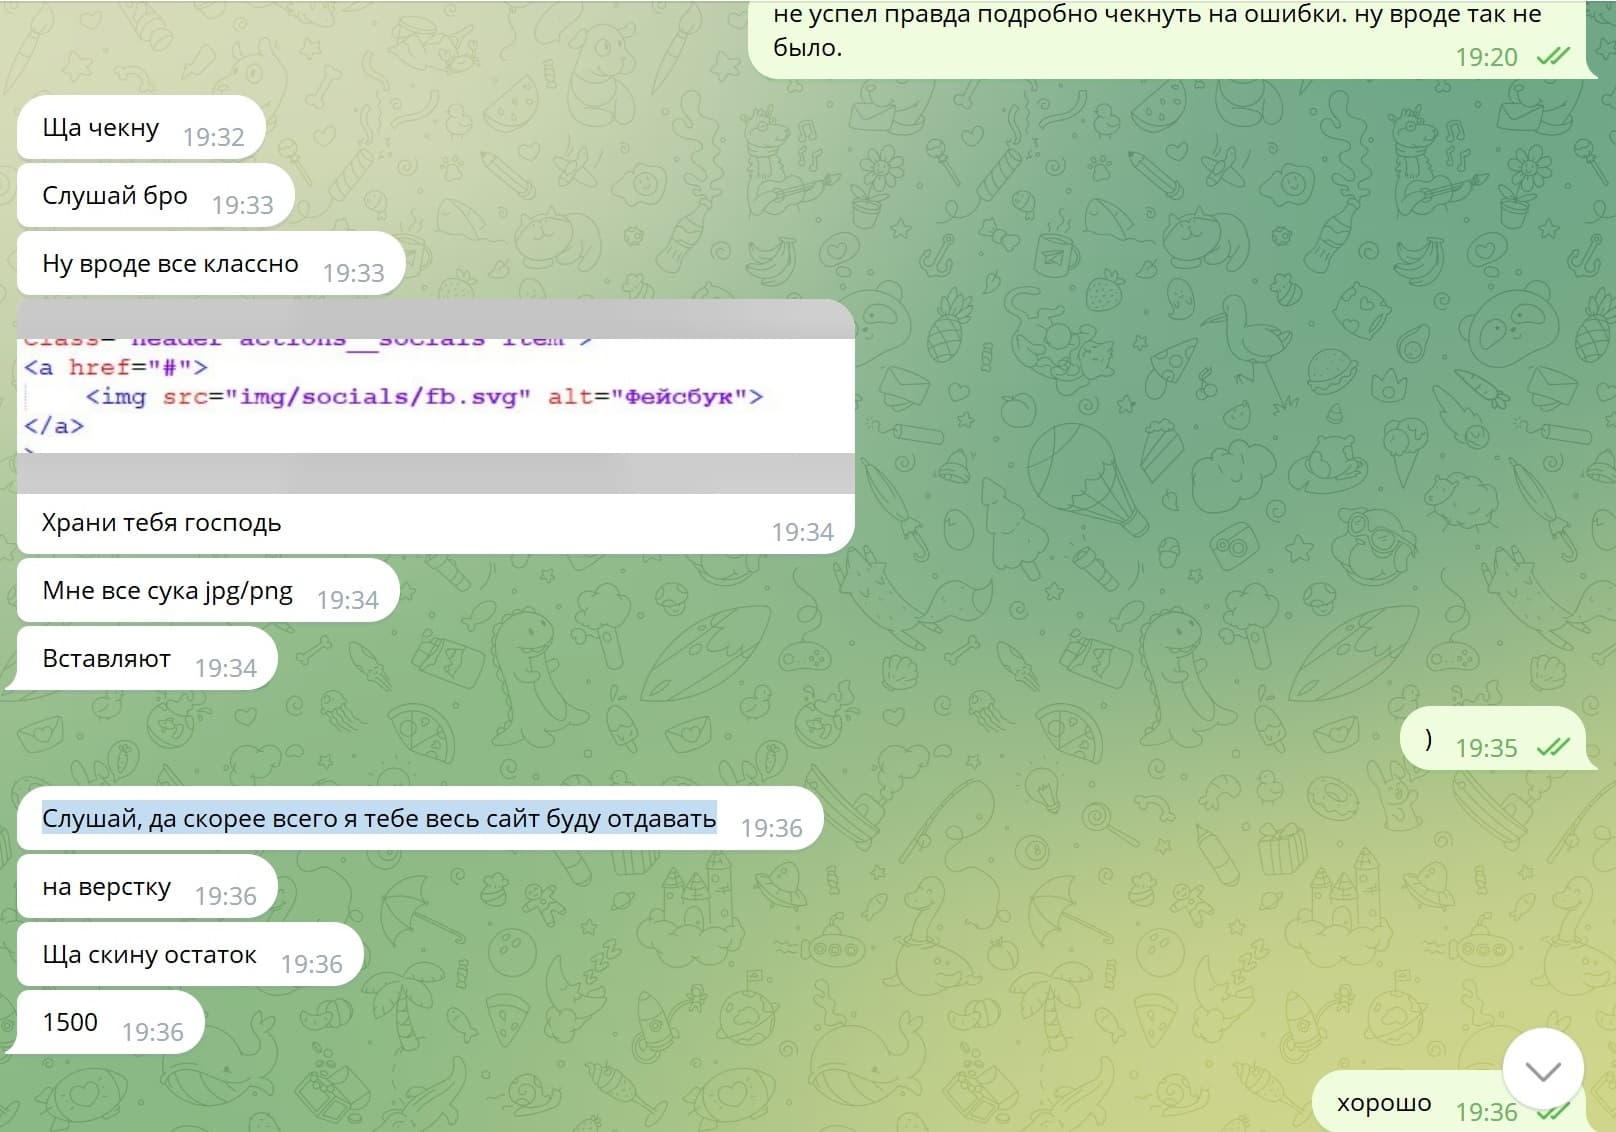 не успел правда подробно чекнуть на ошибки. ну вроде так не
было.
19:20
Ща чекну 19:32
Слушай бро 19:33
Ну вроде все классно 19:33
class="header actions__socials item">
<a href="#">
<img src="img/socials/fb.svg" alt="Фейсбук">
</a>
Храни тебя господь 19:34
Мне все сука jpg/png 19:34
Вставляют 19:34
) 19:35
Слушай, да скорее всего я тебе весь сайт буду отдавать 19:36
на верстку 19:36
Ща скину остаток 19:36
1500 19:36
хорошо 19:36